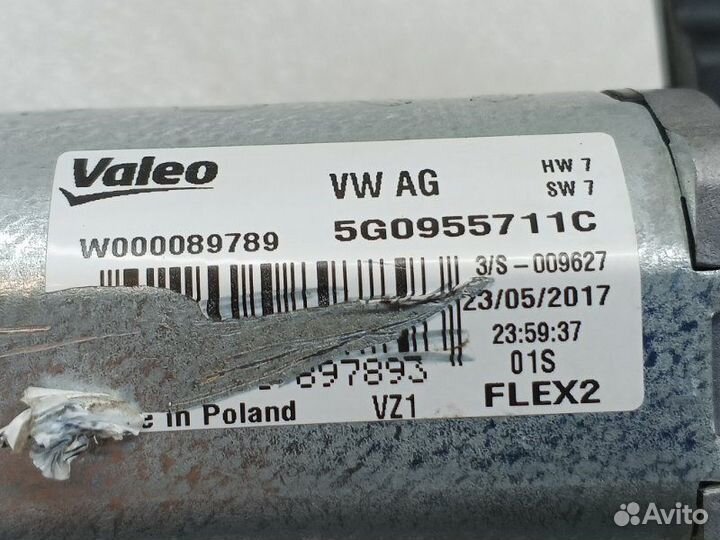 Valeo
VW AG
HW 7
SW 7
W000089789
5G0955711C
3/S-009627
23/05/2017
23:59:37
897893
01S
in Poland
VZ1
FLEX2
Avito